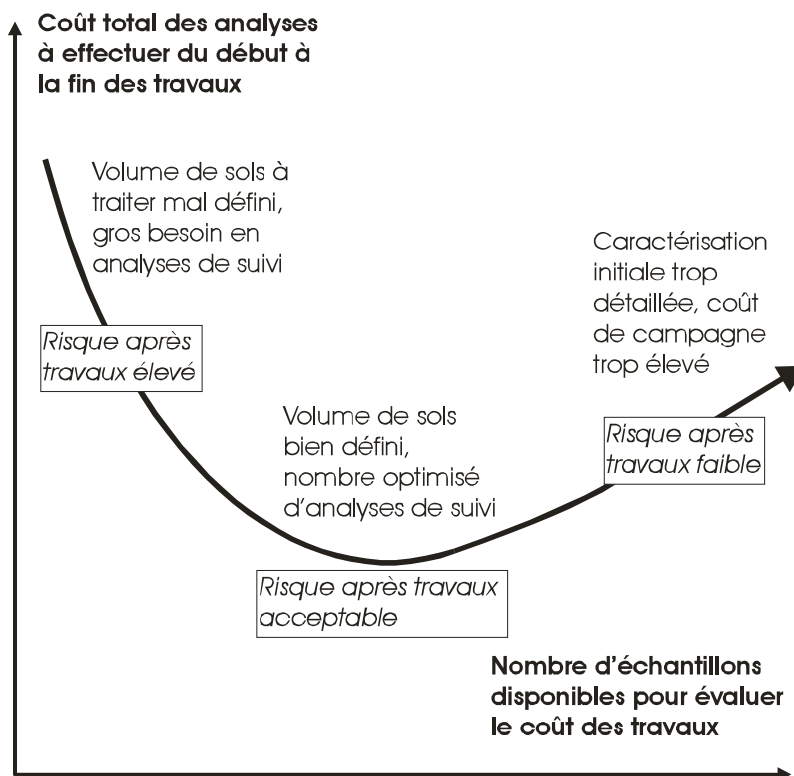 Coût total des analyses
à effectuer du début à
la fin des travaux
Volume de sols à
traiter mal défini,
gros besoin en
analyses de suivi
Caractérisation
initiale trop
détaillée, coût
de campagne
trop élevé
Risque après
travaux élevé
Volume de sols
bien défini,
nombre optimisé
d'analyses de suivi
Risque après
travaux faible
Risque après travaux
acceptable
Nombre d'échantillons
disponibles pour évaluer
le coût des travaux